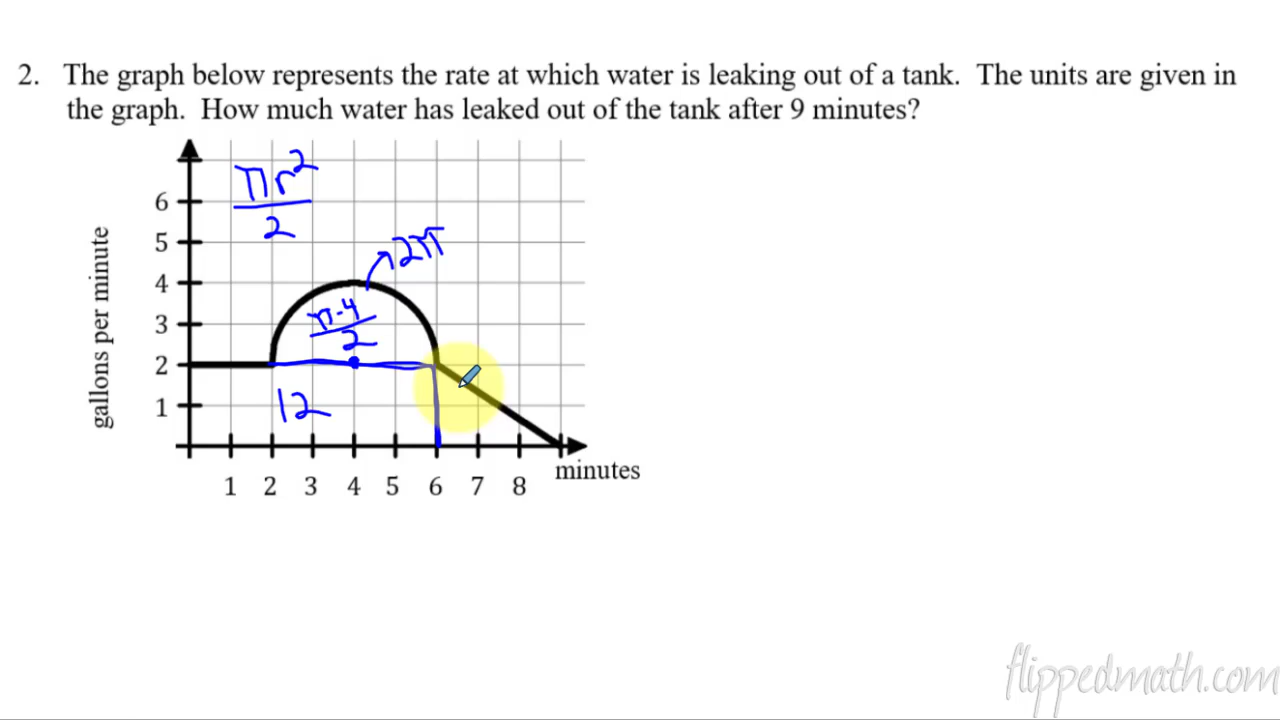 2. The graph below represents the rate at which water is leaking out of a tank. The units are given in
the graph. How much water has leaked out of the tank after 9 minutes?
πr²
2
6
5
4
3
2
1
gallons per minute
2π
π·4
2
12
minutes
1 2 3 4 5 6 7 8
flippedmath.com